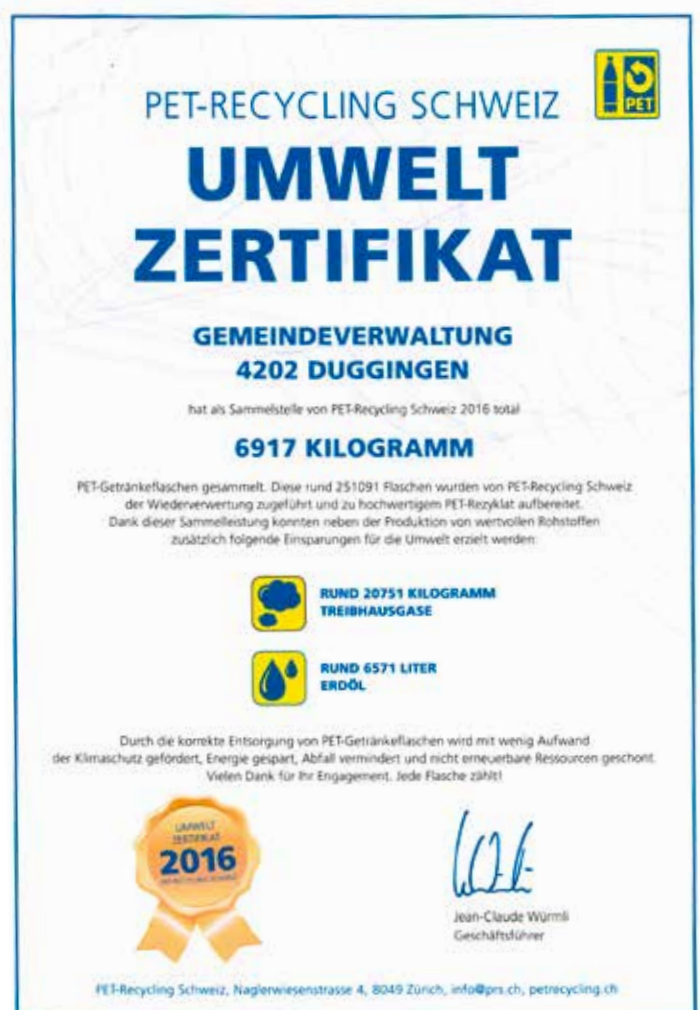 PET
PET-RECYCLING SCHWEIZ
UMWELT
ZERTIFIKAT
GEMEINDEVERWALTUNG
4202 DUGGINGEN
hat als Sammelstelle von PET-Recycling Schweiz 2016 total
6917 KILOGRAMM
PET-Getränkeflaschen gesammelt. Diese rund 251091 Flaschen wurden von PET-Recycling Schweiz
der Wiederverwertung zugeführt und zu hochwertigem PET-Rezyklat aufbereitet.
Dank dieser Sammelleistung konnten neben der Produktion von wertvollen Rohstoffen
zusätzlich folgende Einsparungen für die Umwelt erzielt werden:
RUND 20751 KILOGRAMM
TREIBHAUSGASE
RUND 6571 LITER
ERDÖL
Durch die korrekte Entsorgung von PET-Getränkeflaschen wird mit wenig Aufwand
der Klimaschutz gefördert, Energie gespart, Abfall vermindert und nicht erneuerbare Ressourcen geschont.
Vielen Dank für Ihr Engagement. Jede Flasche zählt!
UMWELT
ZERTIFIKAT
2016
PET-RECYCLING SCHWEIZ
Jean-Claude Würmli
Geschäftsführer
PET-Recycling Schweiz, Naglerwiesenstrasse 4, 8049 Zürich, info@prs.ch, petrecycling.ch